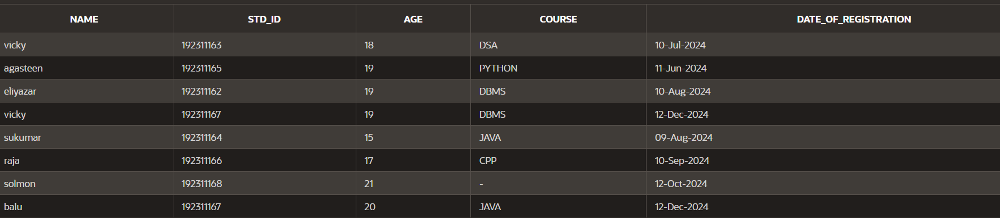 NAME STD_ID AGE COURSE DATE_OF_REGISTRATION
vicky 192311163 18 DSA 10-Jul-2024
agasteen 192311165 19 PYTHON 11-Jun-2024
eliyazar 192311162 19 DBMS 10-Aug-2024
vicky 192311167 19 DBMS 12-Dec-2024
sukumar 192311164 15 JAVA 09-Aug-2024
raja 192311166 17 CPP 10-Sep-2024
solmon 192311168 21 - 12-Oct-2024
balu 192311167 20 JAVA 12-Dec-2024